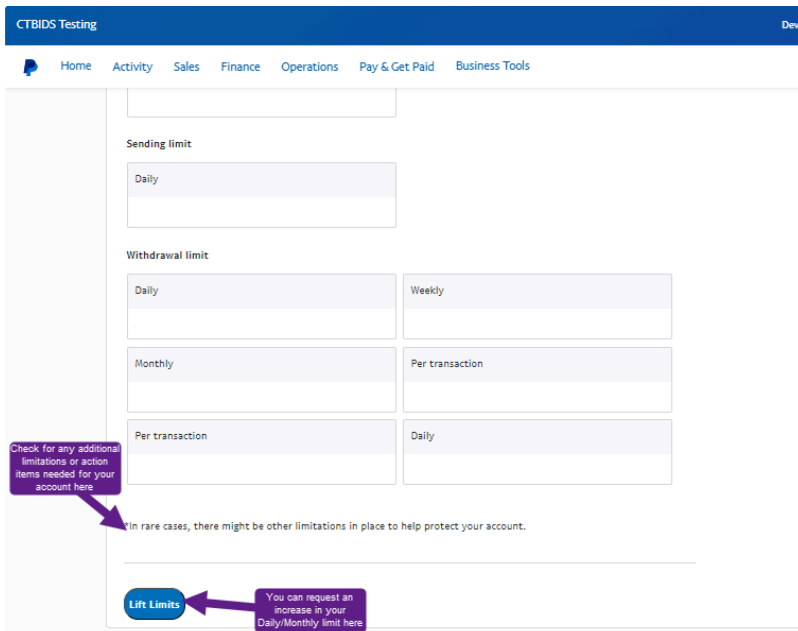 CTBIDS Testing
Dev
Home Activity Sales Finance Operations Pay & Get Paid Business Tools
Sending limit
Daily
Withdrawal limit
Daily Weekly
Monthly Per transaction
Per transaction Daily
Check for any additional
limitations or action
items needed for your
account here
*In rare cases, there might be other limitations in place to help protect your account.
Lift Limits
You can request an
increase in your
Daily/Monthly limit here